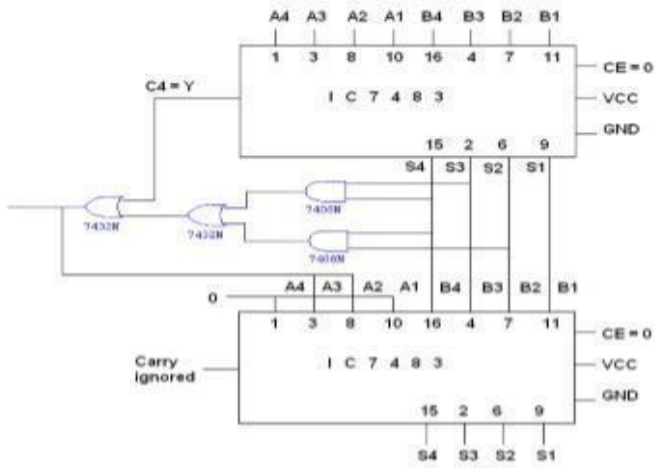 A4 A3 A2 A1 B4 B3 B2 B1
1 3 8 10 16 4 7 11
CE = 0
C4 = Y
I C 7 4 8 3
VCC
GND
15 2 6 9
S4 S3 S2 S1
7408N
7432N
7432N
7408N
0
A4 A3 A2 A1 B4 B3 B2 B1
1 3 8 10 16 4 7 11
CE = 0
Carry
ignored
I C 7 4 8 3
VCC
GND
15 2 6 9
S4 S3 S2 S1